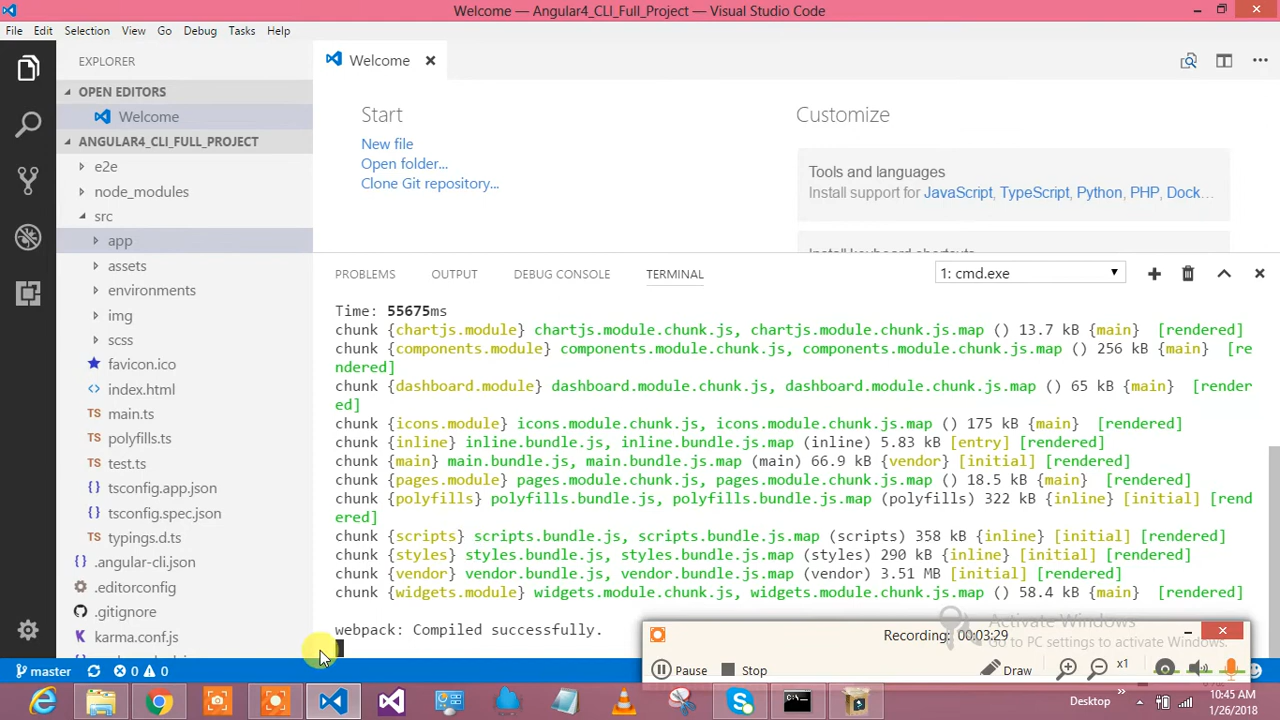 Welcome — Angular4_CLI_Full_Project — Visual Studio Code
File Edit Selection View Go Debug Tasks Help
EXPLORER
OPEN EDITORS
Welcome
ANGULAR4_CLI_FULL_PROJECT
e2e
node_modules
src
app
assets
environments
img
scss
favicon.ico
index.html
TS main.ts
TS polyfills.ts
TS test.ts
{} tsconfig.app.json
{} tsconfig.spec.json
TS typings.d.ts
{} .angular-cli.json
.editorconfig
.gitignore
karma.conf.js
Welcome
Start
New file
Open folder...
Clone Git repository...
Customize
Tools and languages
Install support for JavaScript, TypeScript, Python, PHP, Dock...
Install keyboard shortcuts
PROBLEMS OUTPUT DEBUG CONSOLE TERMINAL 1: cmd.exe
Time: 55675ms
chunk {chartjs.module} chartjs.module.chunk.js, chartjs.module.chunk.js.map () 13.7 kB {main} [rendered]
chunk {components.module} components.module.chunk.js, components.module.chunk.js.map () 256 kB {main} [re
ndered]
chunk {dashboard.module} dashboard.module.chunk.js, dashboard.module.chunk.js.map () 65 kB {main} [render
ed]
chunk {icons.module} icons.module.chunk.js, icons.module.chunk.js.map () 175 kB {main} [rendered]
chunk {inline} inline.bundle.js, inline.bundle.js.map (inline) 5.83 kB [entry] [rendered]
chunk {main} main.bundle.js, main.bundle.js.map (main) 66.9 kB {vendor} [initial] [rendered]
chunk {pages.module} pages.module.chunk.js, pages.module.chunk.js.map () 18.5 kB {main} [rendered]
chunk {polyfills} polyfills.bundle.js, polyfills.bundle.js.map (polyfills) 322 kB {inline} [initial] [rend
ered]
chunk {scripts} scripts.bundle.js, scripts.bundle.js.map (scripts) 358 kB {inline} [initial] [rendered]
chunk {styles} styles.bundle.js, styles.bundle.js.map (styles) 290 kB {inline} [initial] [rendered]
chunk {vendor} vendor.bundle.js, vendor.bundle.js.map (vendor) 3.51 MB [initial] [rendered]
chunk {widgets.module} widgets.module.chunk.js, widgets.module.chunk.js.map () 58.4 kB {main} [rendered]
webpack: Compiled successfully.
Activate Windows
Go to PC settings to activate Windows.
Recording: 00:03:29
Pause Stop Draw x1
master 0 0
Desktop
10:45 AM
1/26/2018